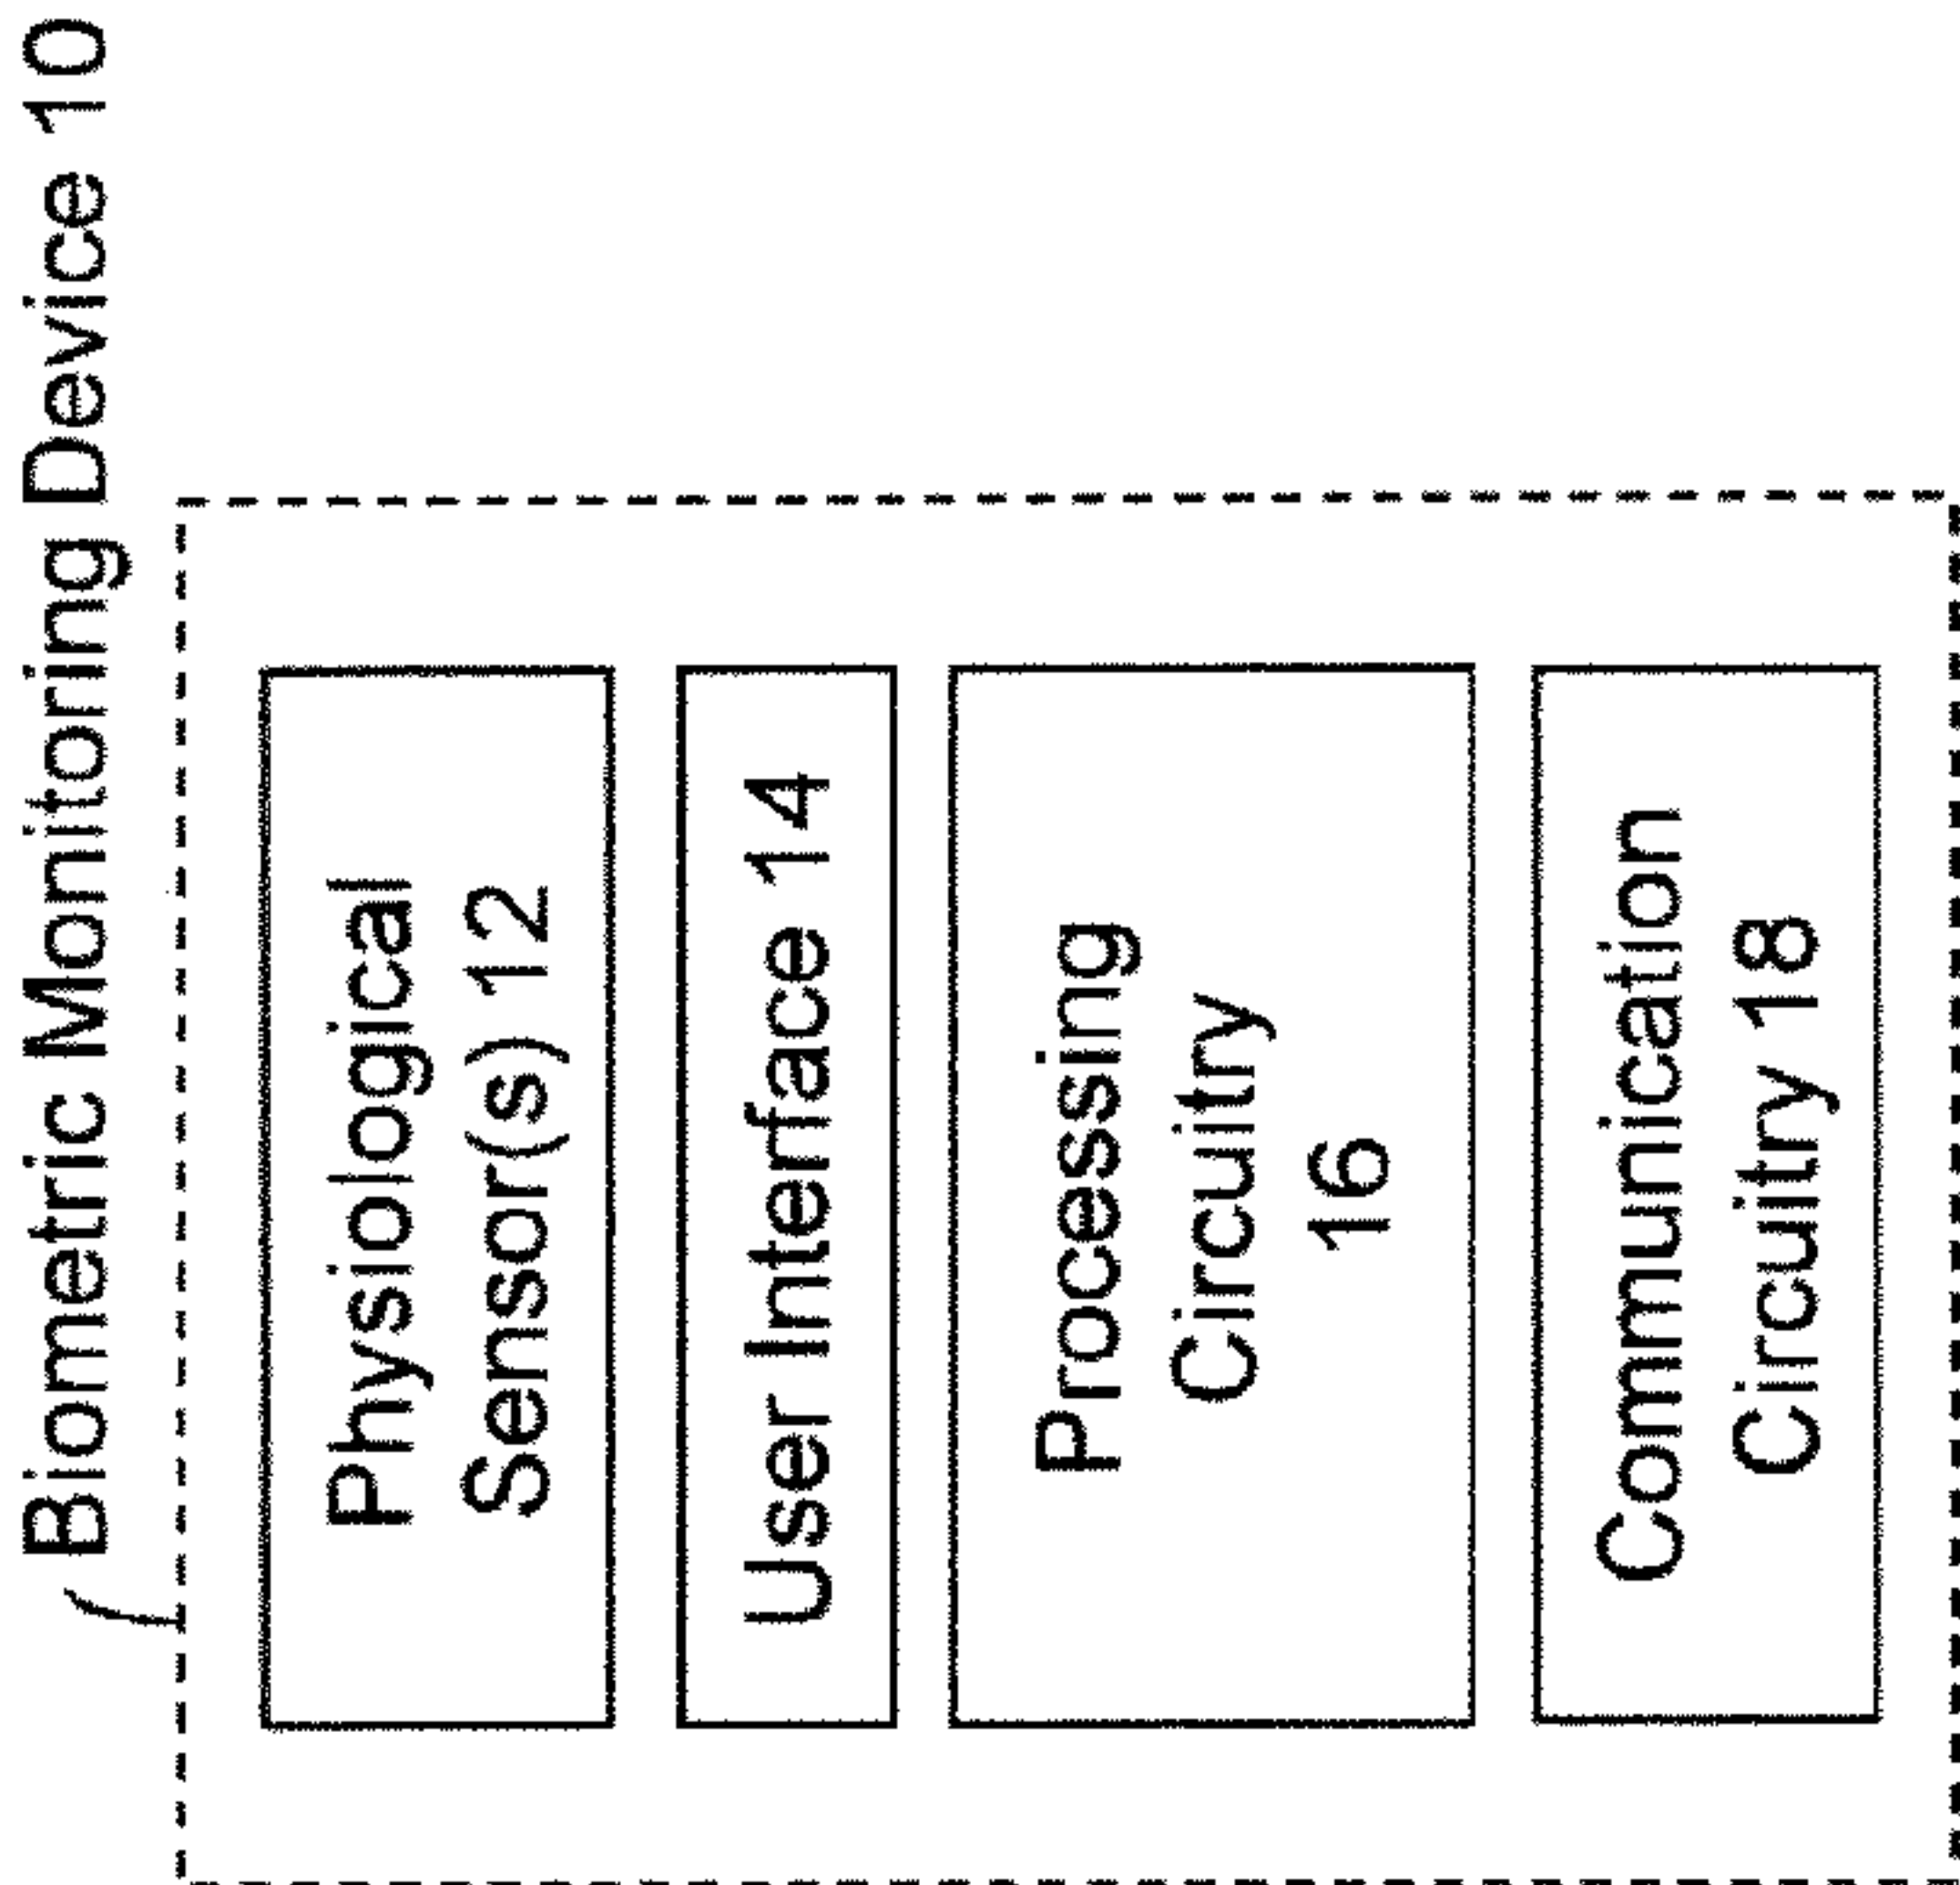 Biometric Monitoring Device 10
Physiological
Sensor(s) 12
User Interface 14
Processing
Circuitry
16
Communication
Circuitry 18